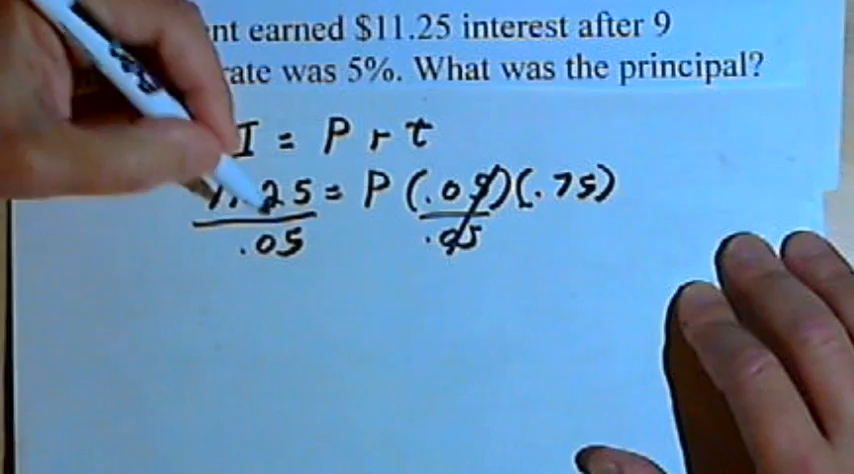 nt earned $11.25 interest after 9
rate was 5%. What was the principal?
I = P r t
11.25 = P (.05)(.75)
.05 .05